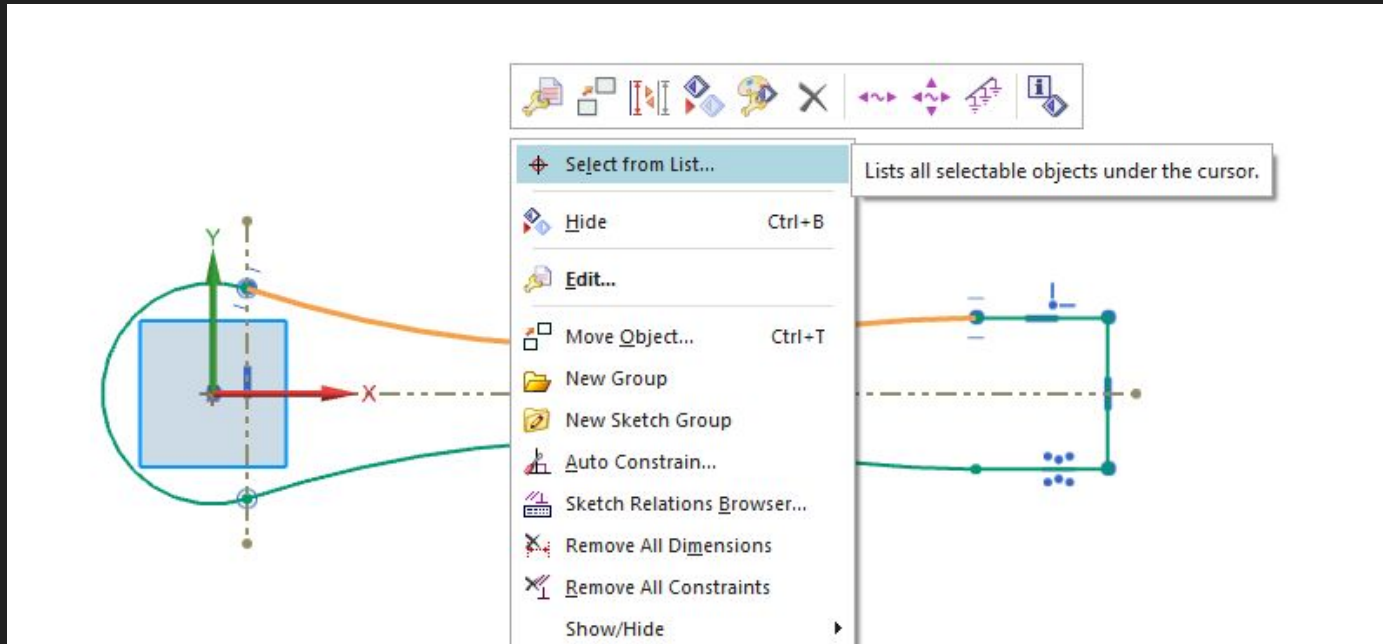 Select from List...
Lists all selectable objects under the cursor.
Hide Ctrl+B
Y
Edit...
Move Object... Ctrl+T
New Group
X
New Sketch Group
Auto Constrain...
Sketch Relations Browser...
Remove All Dimensions
Remove All Constraints
Show/Hide